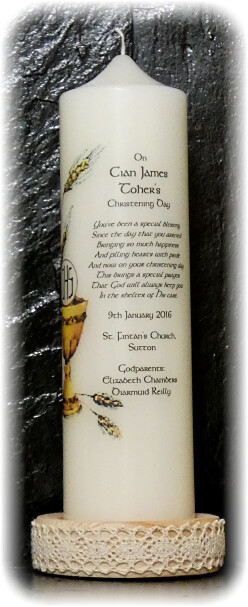 On
Cian James
Toher's
Christening Day
You've been a special blessing
Since the day that you arrived
Bringing so much happiness
And filling hearts with pride
And now on your christening day
This brings a special prayer
That God will always keep you
In the shelter of His care.
IHS
9th January 2016
St. Fintan's Church,
Sutton
Godparents:
Elizabeth Chambers
Diarmuid Reilly